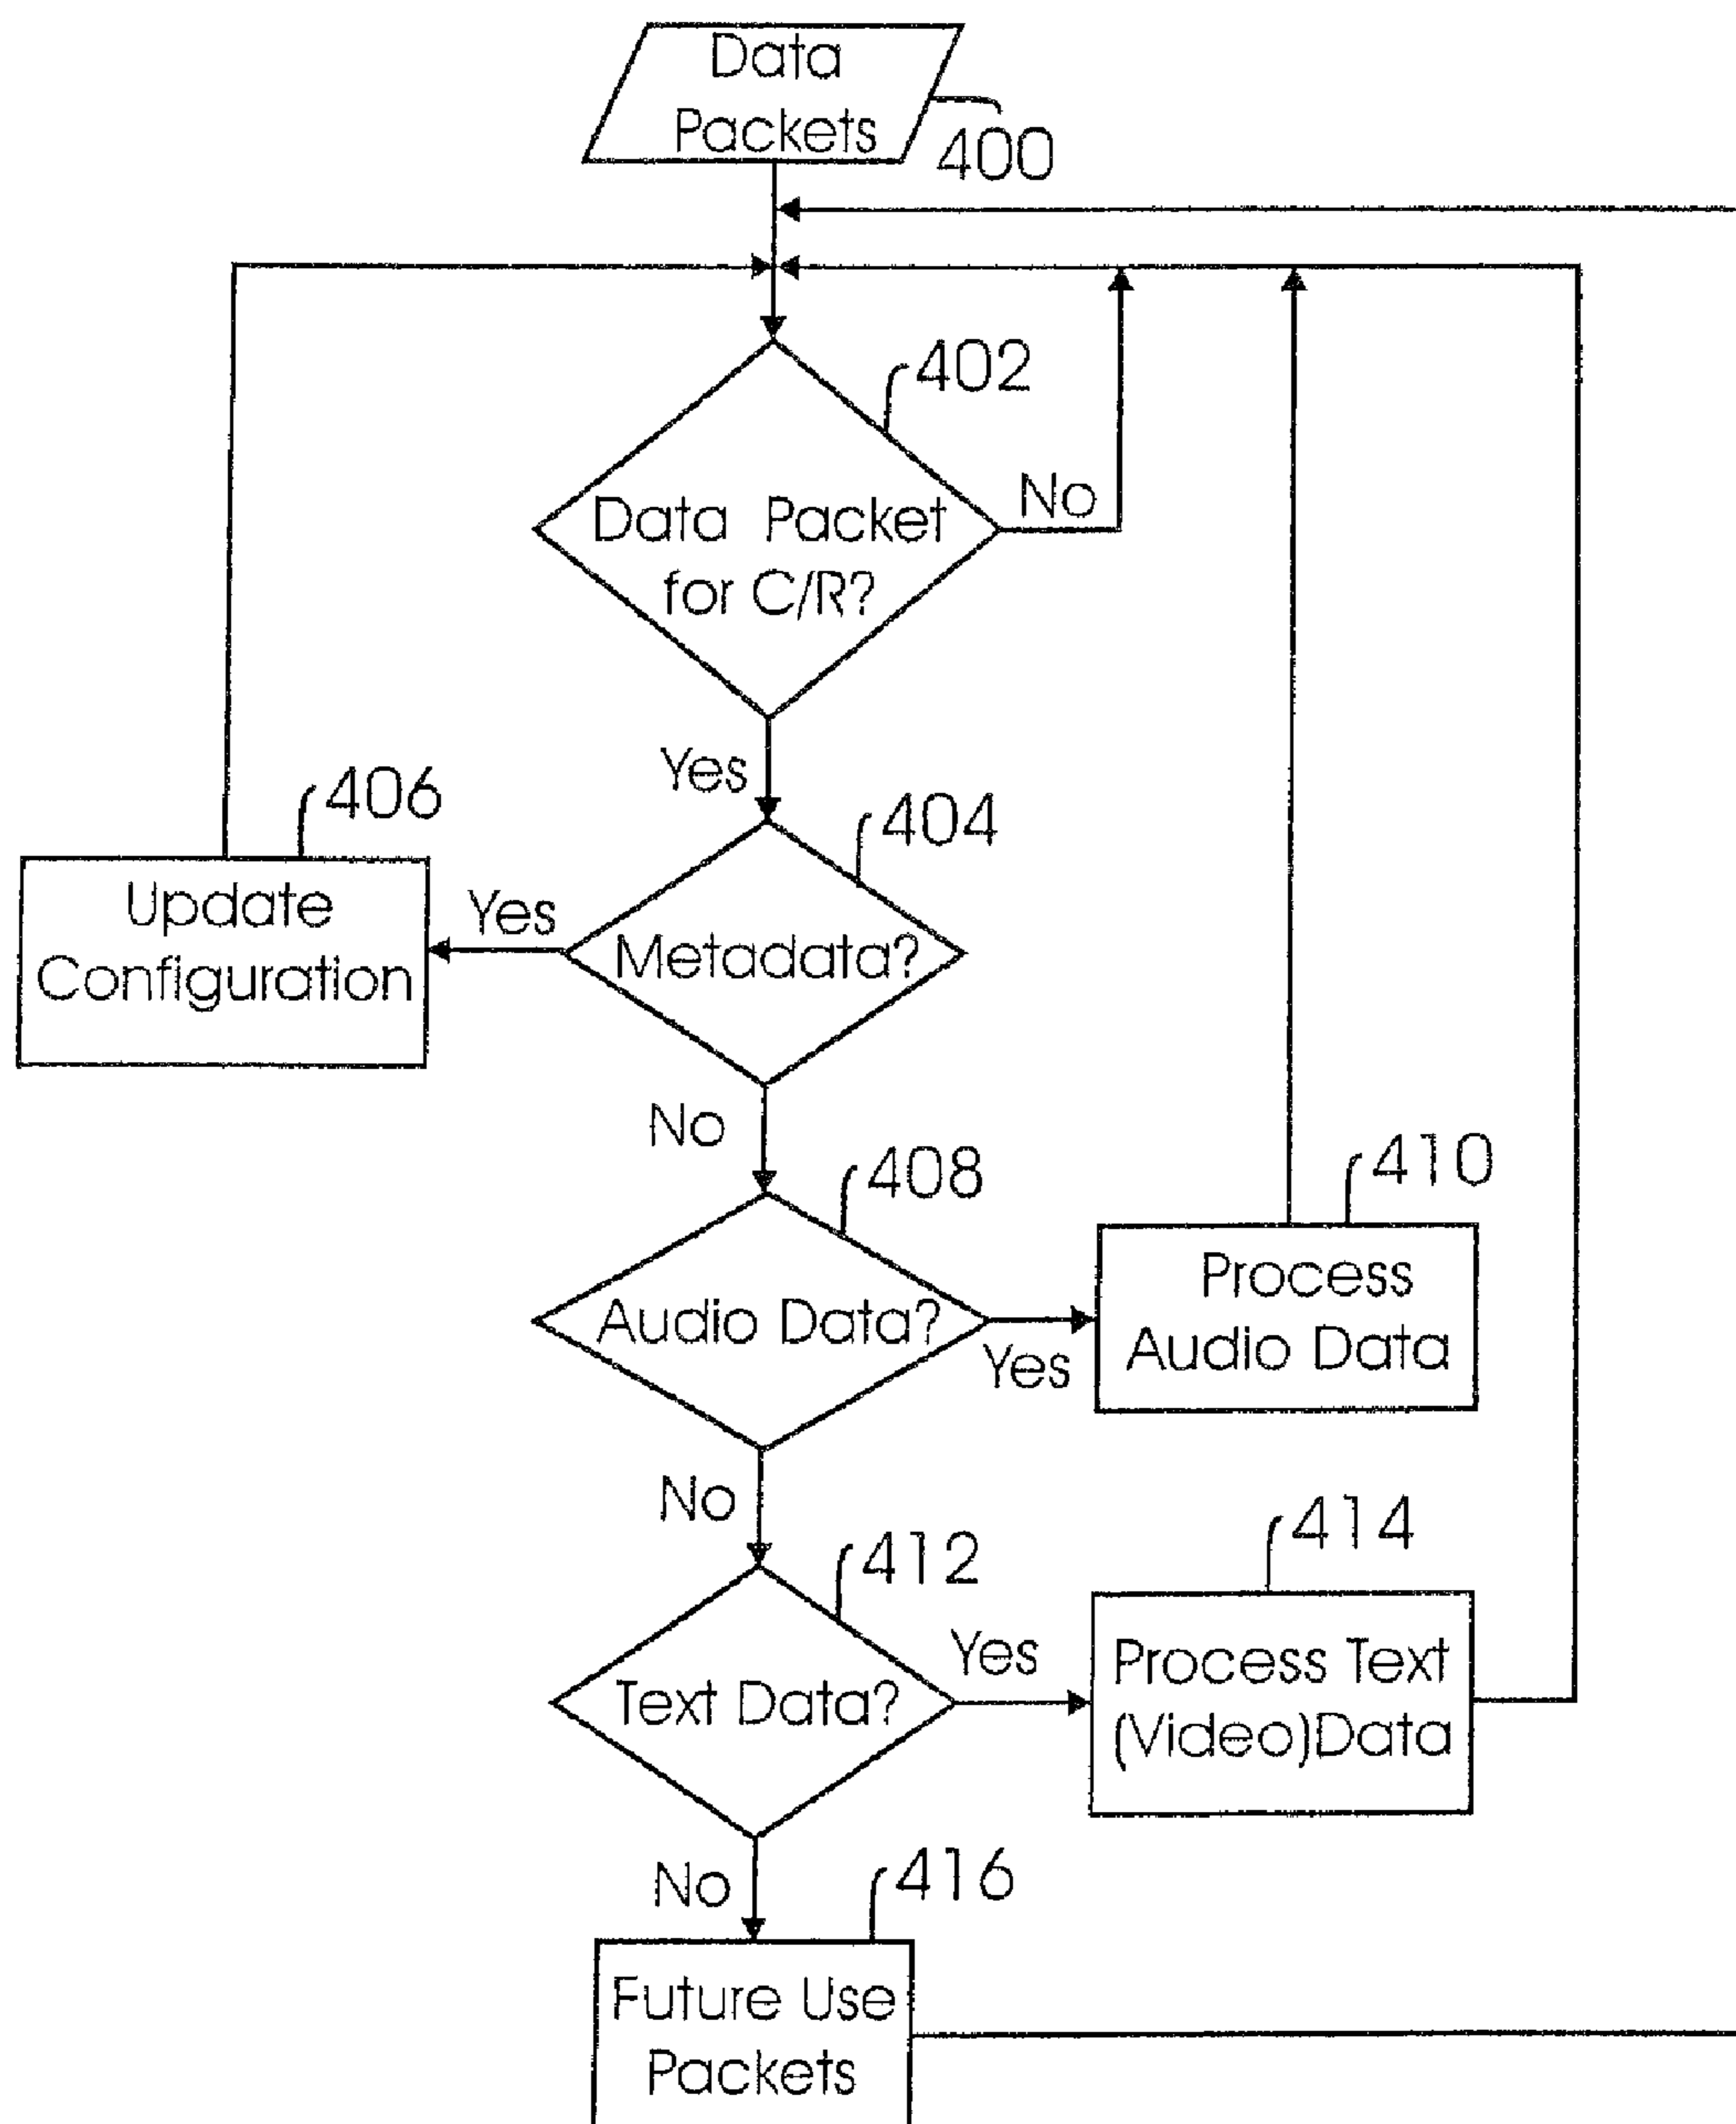 Data
Packets
400
402
Data Packet
for C/R?
No
Yes
404
406
Update
Configuration
Yes
Metadata?
No
408
410
Audio Data?
Yes
Process
Audio Data
No
412
414
Text Data?
Yes
Process Text
(Video)Data
No
416
Future Use
Packets